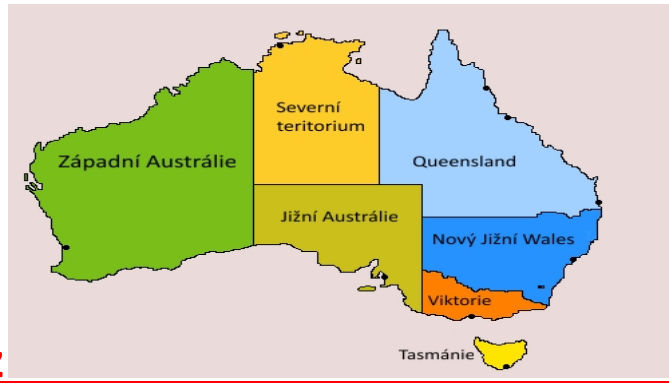 Severní
teritorium
Západní Austrálie
Queensland
Jižní Austrálie
Nový Jižní Wales
Viktorie
Tasmánie